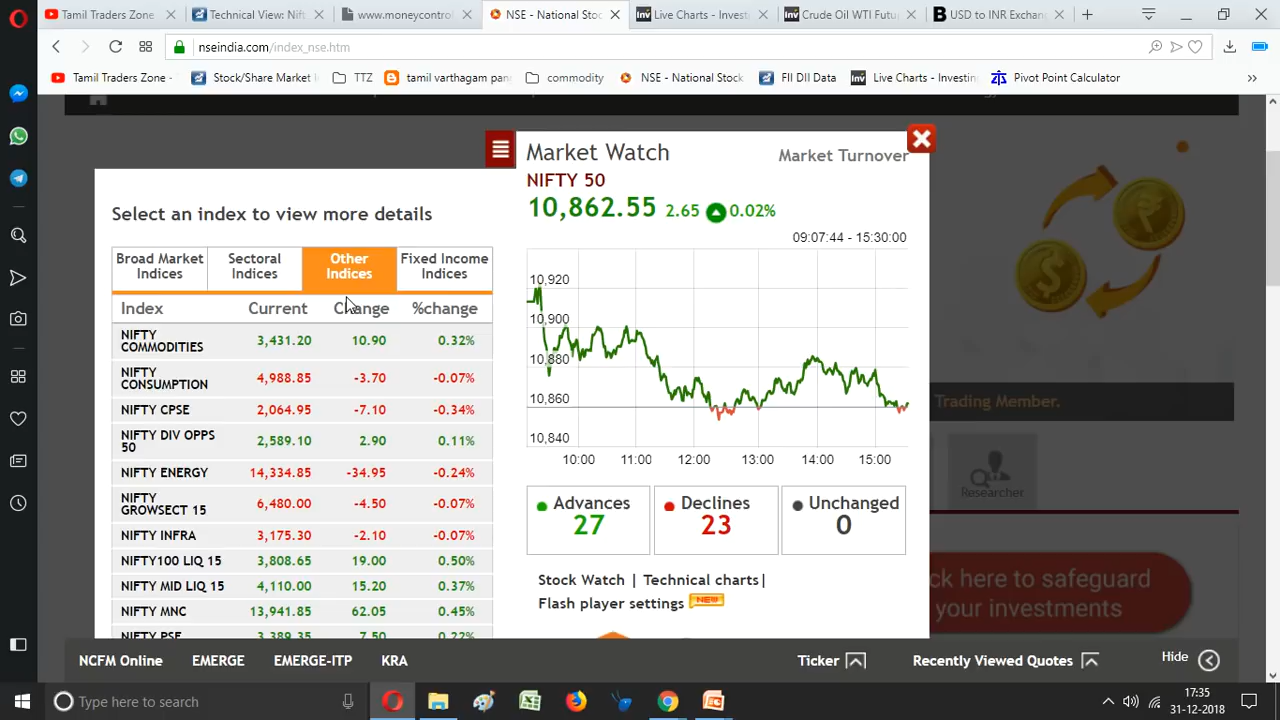 Tamil Traders Zone
Technical View: Nift
www.moneycontrol
NSE - National Stoc
Live Charts - Invest
Crude Oil WTI Futu
USD to INR Exchan
nseindia.com/index_nse.htm
Tamil Traders Zone -
Stock/Share Market I
TTZ
tamil varthagam pan
commodity
NSE - National Stock
FII DII Data
Live Charts - Investin
Pivot Point Calculator
Market Watch
Market Turnover
NIFTY 50
10,862.55 2.65 0.02%
09:07:44 - 15:30:00
Select an index to view more details
Broad Market Indices
Sectoral Indices
Other Indices
Fixed Income Indices
Index Current Change %change
NIFTY COMMODITIES 3,431.20 10.90 0.32%
NIFTY CONSUMPTION 4,988.85 -3.70 -0.07%
NIFTY CPSE 2,064.95 -7.10 -0.34%
NIFTY DIV OPPS 50 2,589.10 2.90 0.11%
NIFTY ENERGY 14,334.85 -34.95 -0.24%
NIFTY GROWSECT 15 6,480.00 -4.50 -0.07%
NIFTY INFRA 3,175.30 -2.10 -0.07%
NIFTY100 LIQ 15 3,808.65 19.00 0.50%
NIFTY MID LIQ 15 4,110.00 15.20 0.37%
NIFTY MNC 13,941.85 62.05 0.45%
NIFTY PSE 3,389.35 7.50 0.22%
10,920
10,900
10,880
10,860
10,840
10:00 11:00 12:00 13:00 14:00 15:00
Advances 27
Declines 23
Unchanged 0
Stock Watch | Technical charts|
Flash player settings NEW
Trading Member.
Researcher
ck here to safeguard
your investments
NCFM Online EMERGE EMERGE-ITP KRA
Ticker Recently Viewed Quotes Hide
Type here to search
17:35
31-12-2018